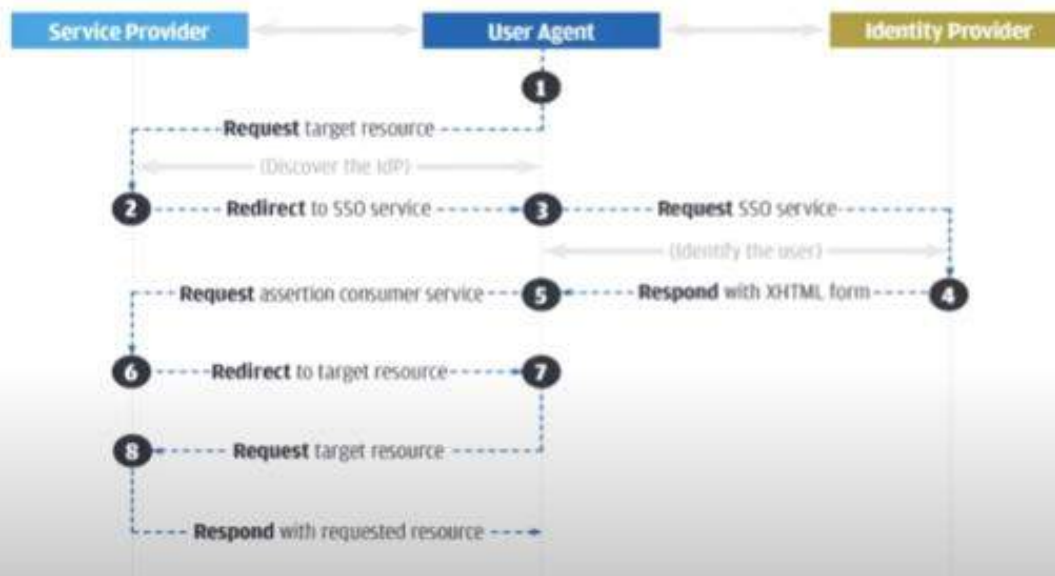 Service Provider
User Agent
Identity Provider
1
Request target resource
(Discover the IdP)
2
Redirect to SSO service
3
Request SSO service
(Identify the user)
Request assertion consumer service
5
Respond with XHTML form
4
6
Redirect to target resource
7
8
Request target resource
Respond with requested resource